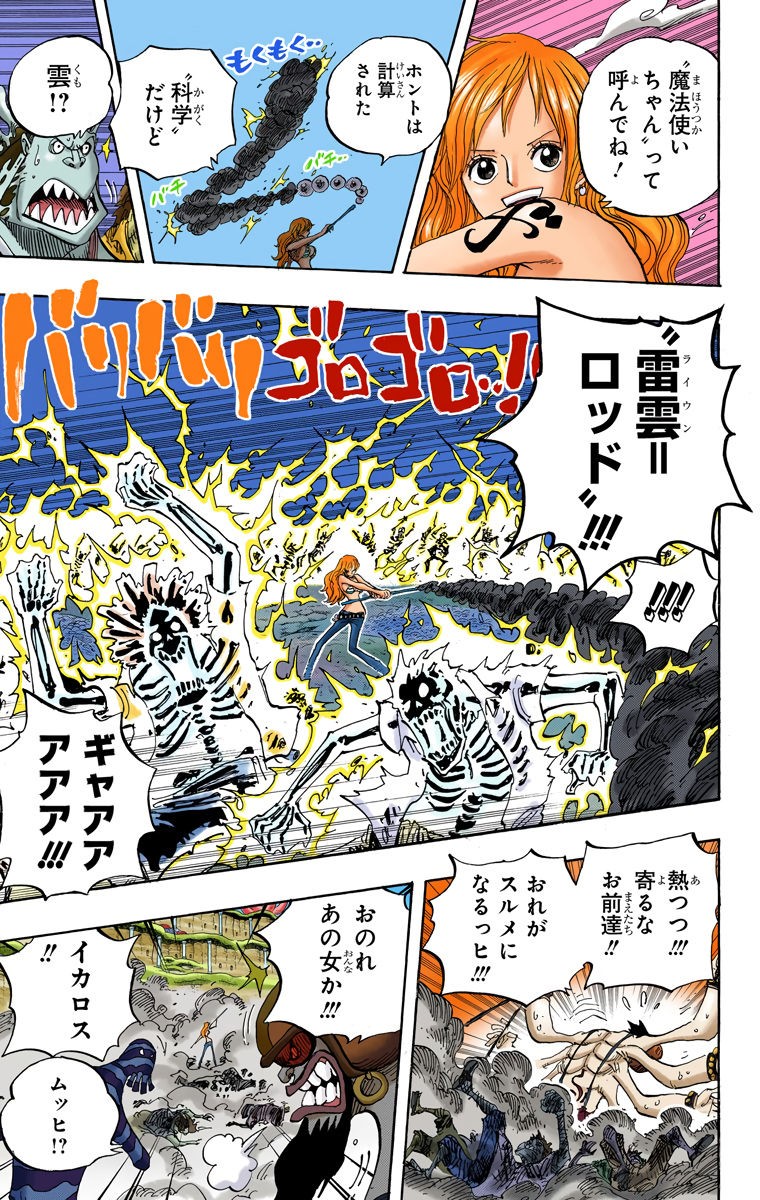 〝魔法使い
ちゃん〟って
呼んでね!
ホントは
計算
された
〝科学〟
だけど
もくもく‥
バチッ
バチ
バチ
雲!?
〝雷雲=
ロッド〟!!!
ゴロゴロ‥!!
バリバリッ
!!!
ギャアア
アアア!!!
熱つつ!!!
寄るな
お前達!!
おれが
スルメに
なるっヒ!!!
おのれ
あの女か!!!
イカロス
!!
ムッヒ!?